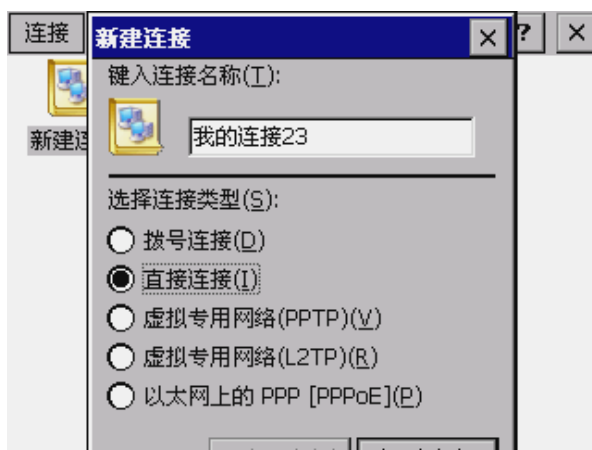 连接
新建连接
?
键入连接名称(T):
新建
我的连接23
选择连接类型(S):
拨号连接(D)
直接连接(I)
虚拟专用网络(PPTP)(V)
虚拟专用网络(L2TP)(R)
以太网上的 PPP [PPPoE](P)